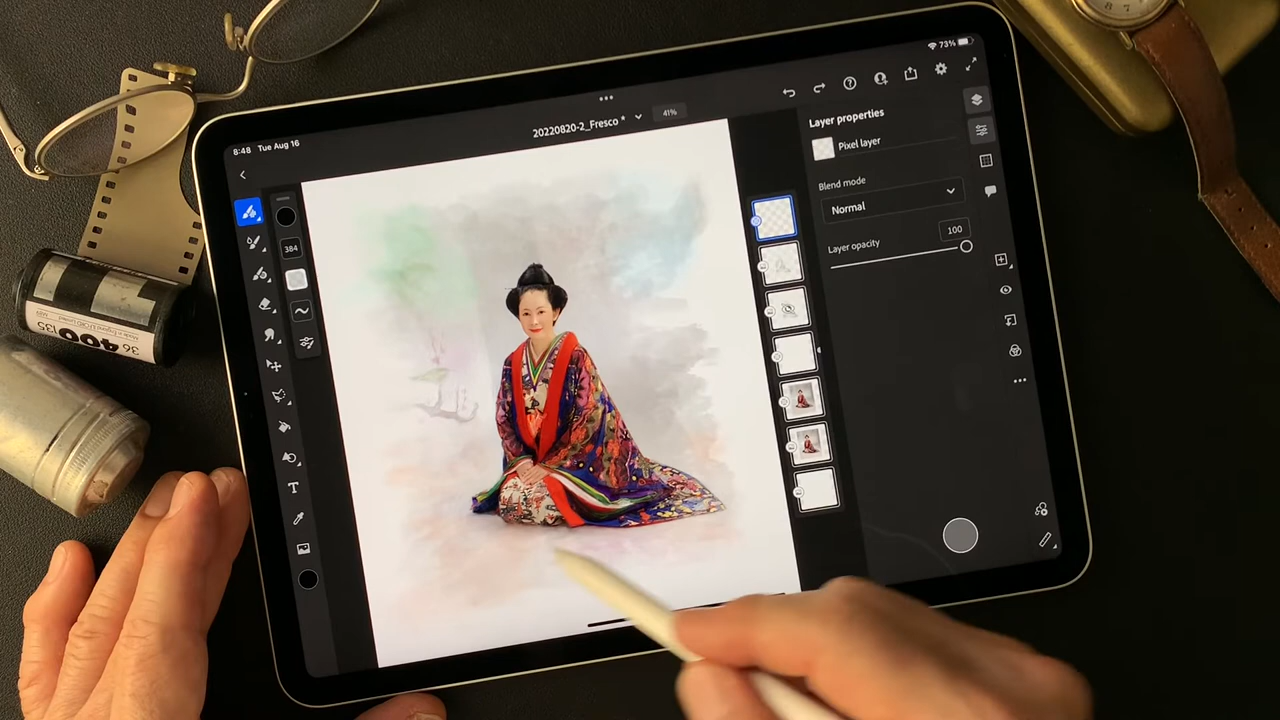 8:48 Tue Aug 16
73%
20220820-2_Fresco *
41%
384
T
Layer properties
Pixel layer
Blend mode
Normal
Layer opacity
100
400
36